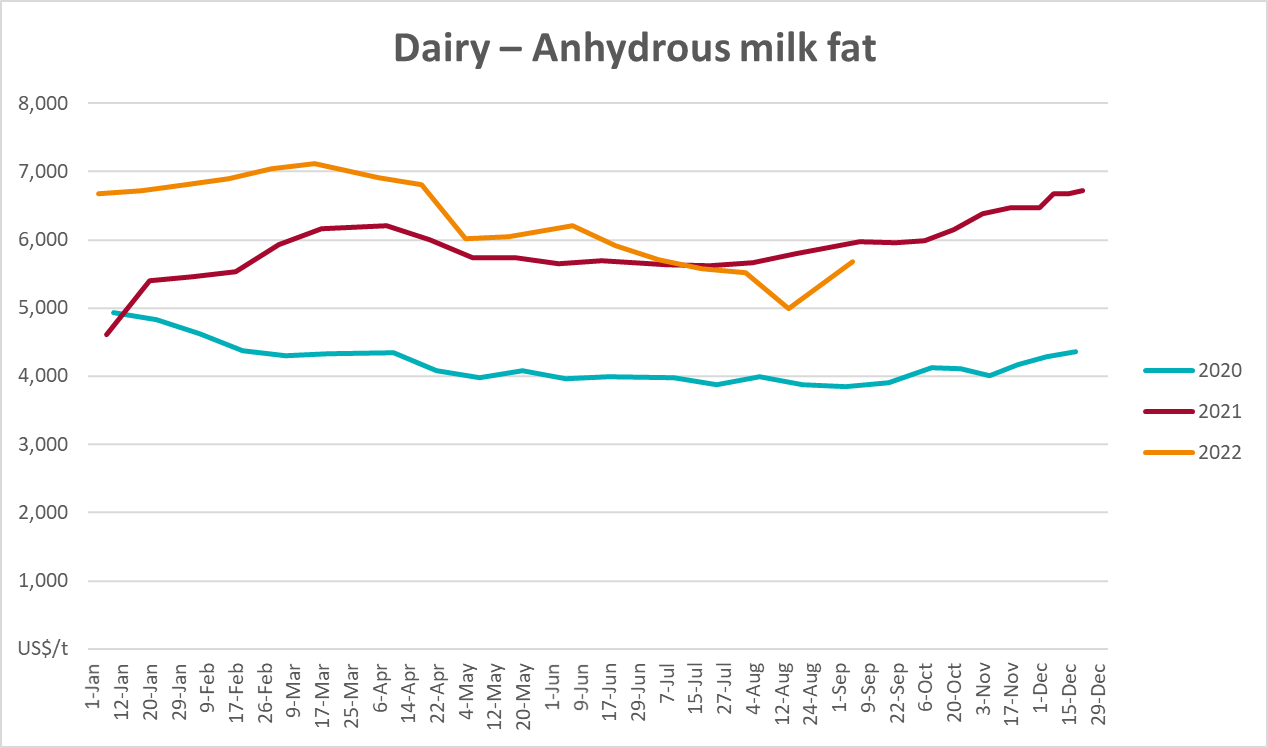 Dairy – Anhydrous milk fat
8,000
7,000
6,000
5,000
4,000
3,000
2,000
1,000
US$/t
1-Jan
12-Jan
20-Jan
29-Jan
9-Feb
17-Feb
26-Feb
9-Mar
17-Mar
25-Mar
6-Apr
14-Apr
22-Apr
4-May
12-May
20-May
1-Jun
9-Jun
17-Jun
29-Jun
7-Jul
15-Jul
27-Jul
4-Aug
12-Aug
24-Aug
1-Sep
9-Sep
22-Sep
6-Oct
20-Oct
3-Nov
17-Nov
1-Dec
15-Dec
29-Dec
2020
2021
2022